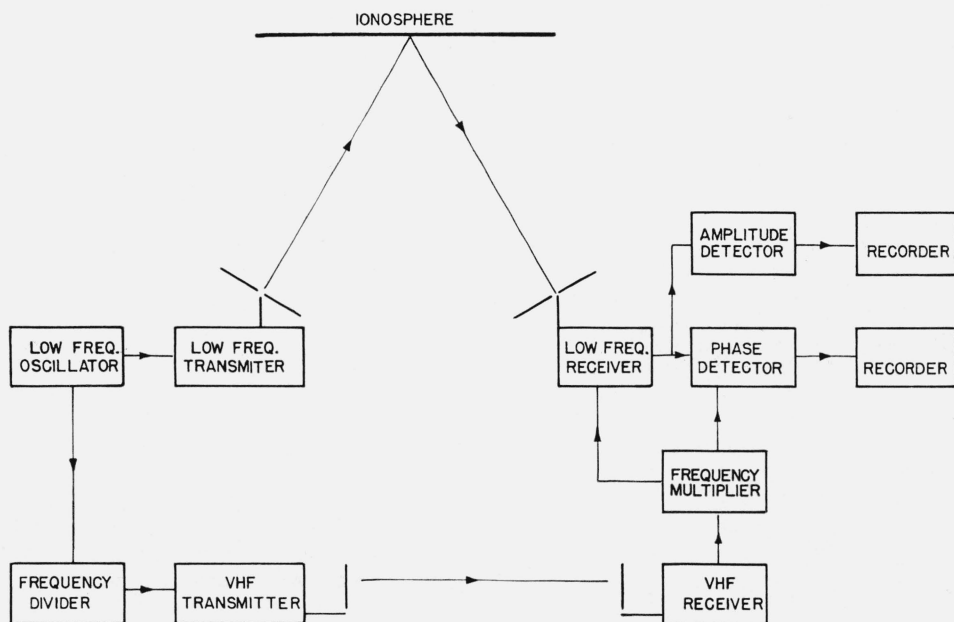 IONOSPHERE
AMPLITUDE
DETECTOR
RECORDER
LOW FREQ.
OSCILLATOR
LOW FREQ.
TRANSMITER
LOW FREQ.
RECEIVER
PHASE
DETECTOR
RECORDER
FREQUENCY
MULTIPLIER
FREQUENCY
DIVIDER
VHF
TRANSMITTER
VHF
RECEIVER